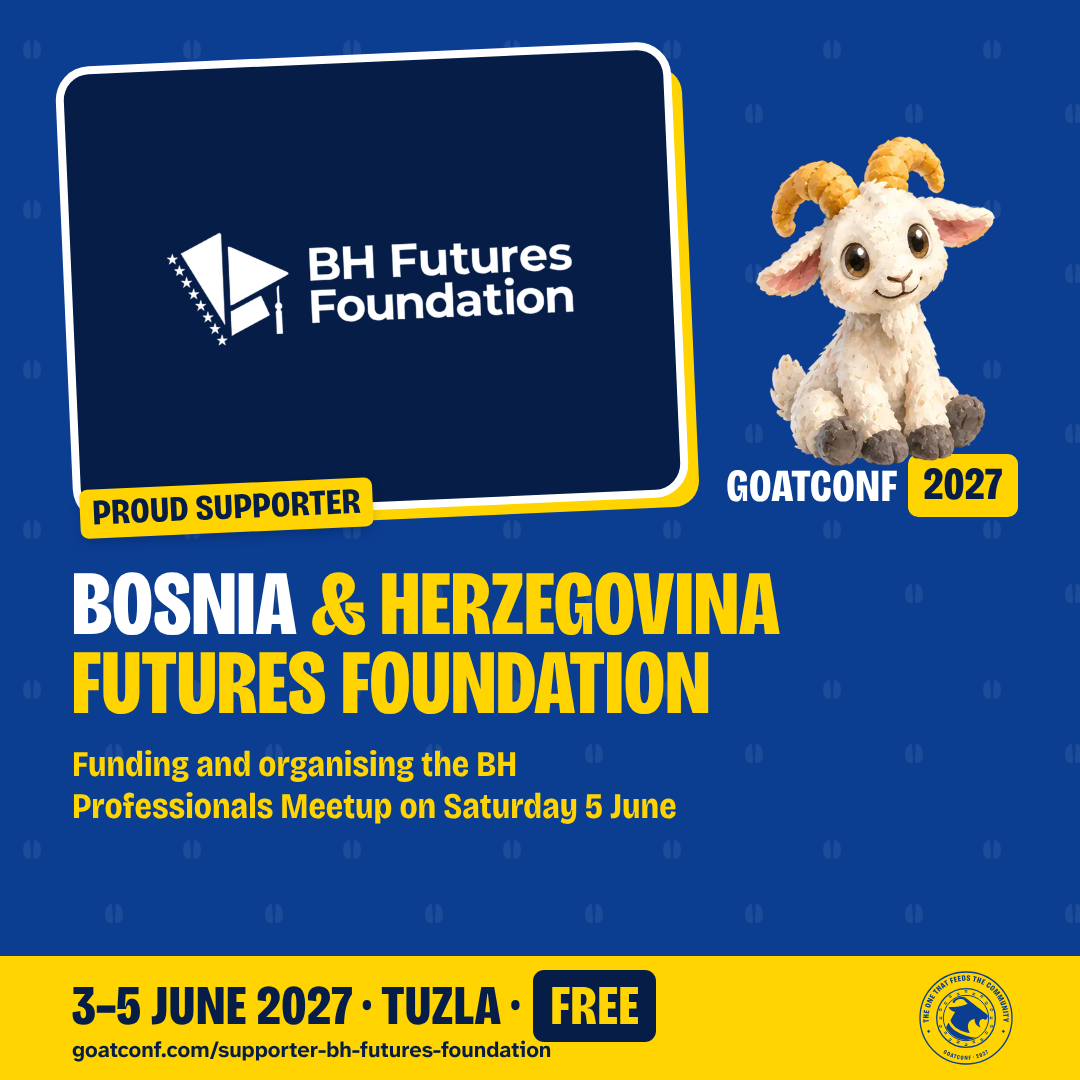 BH Futures
Foundation
PROUD SUPPORTER
GOATCONF 2027
BOSNIA & HERZEGOVINA
FUTURES FOUNDATION
Funding and organising the BH
Professionals Meetup on Saturday 5 June
3–5 JUNE 2027 · TUZLA · FREE
goatconf.com/supporter-bh-futures-foundation
THE ONE THAT FEEDS THE COMMUNITY
GOATCONF · 2027